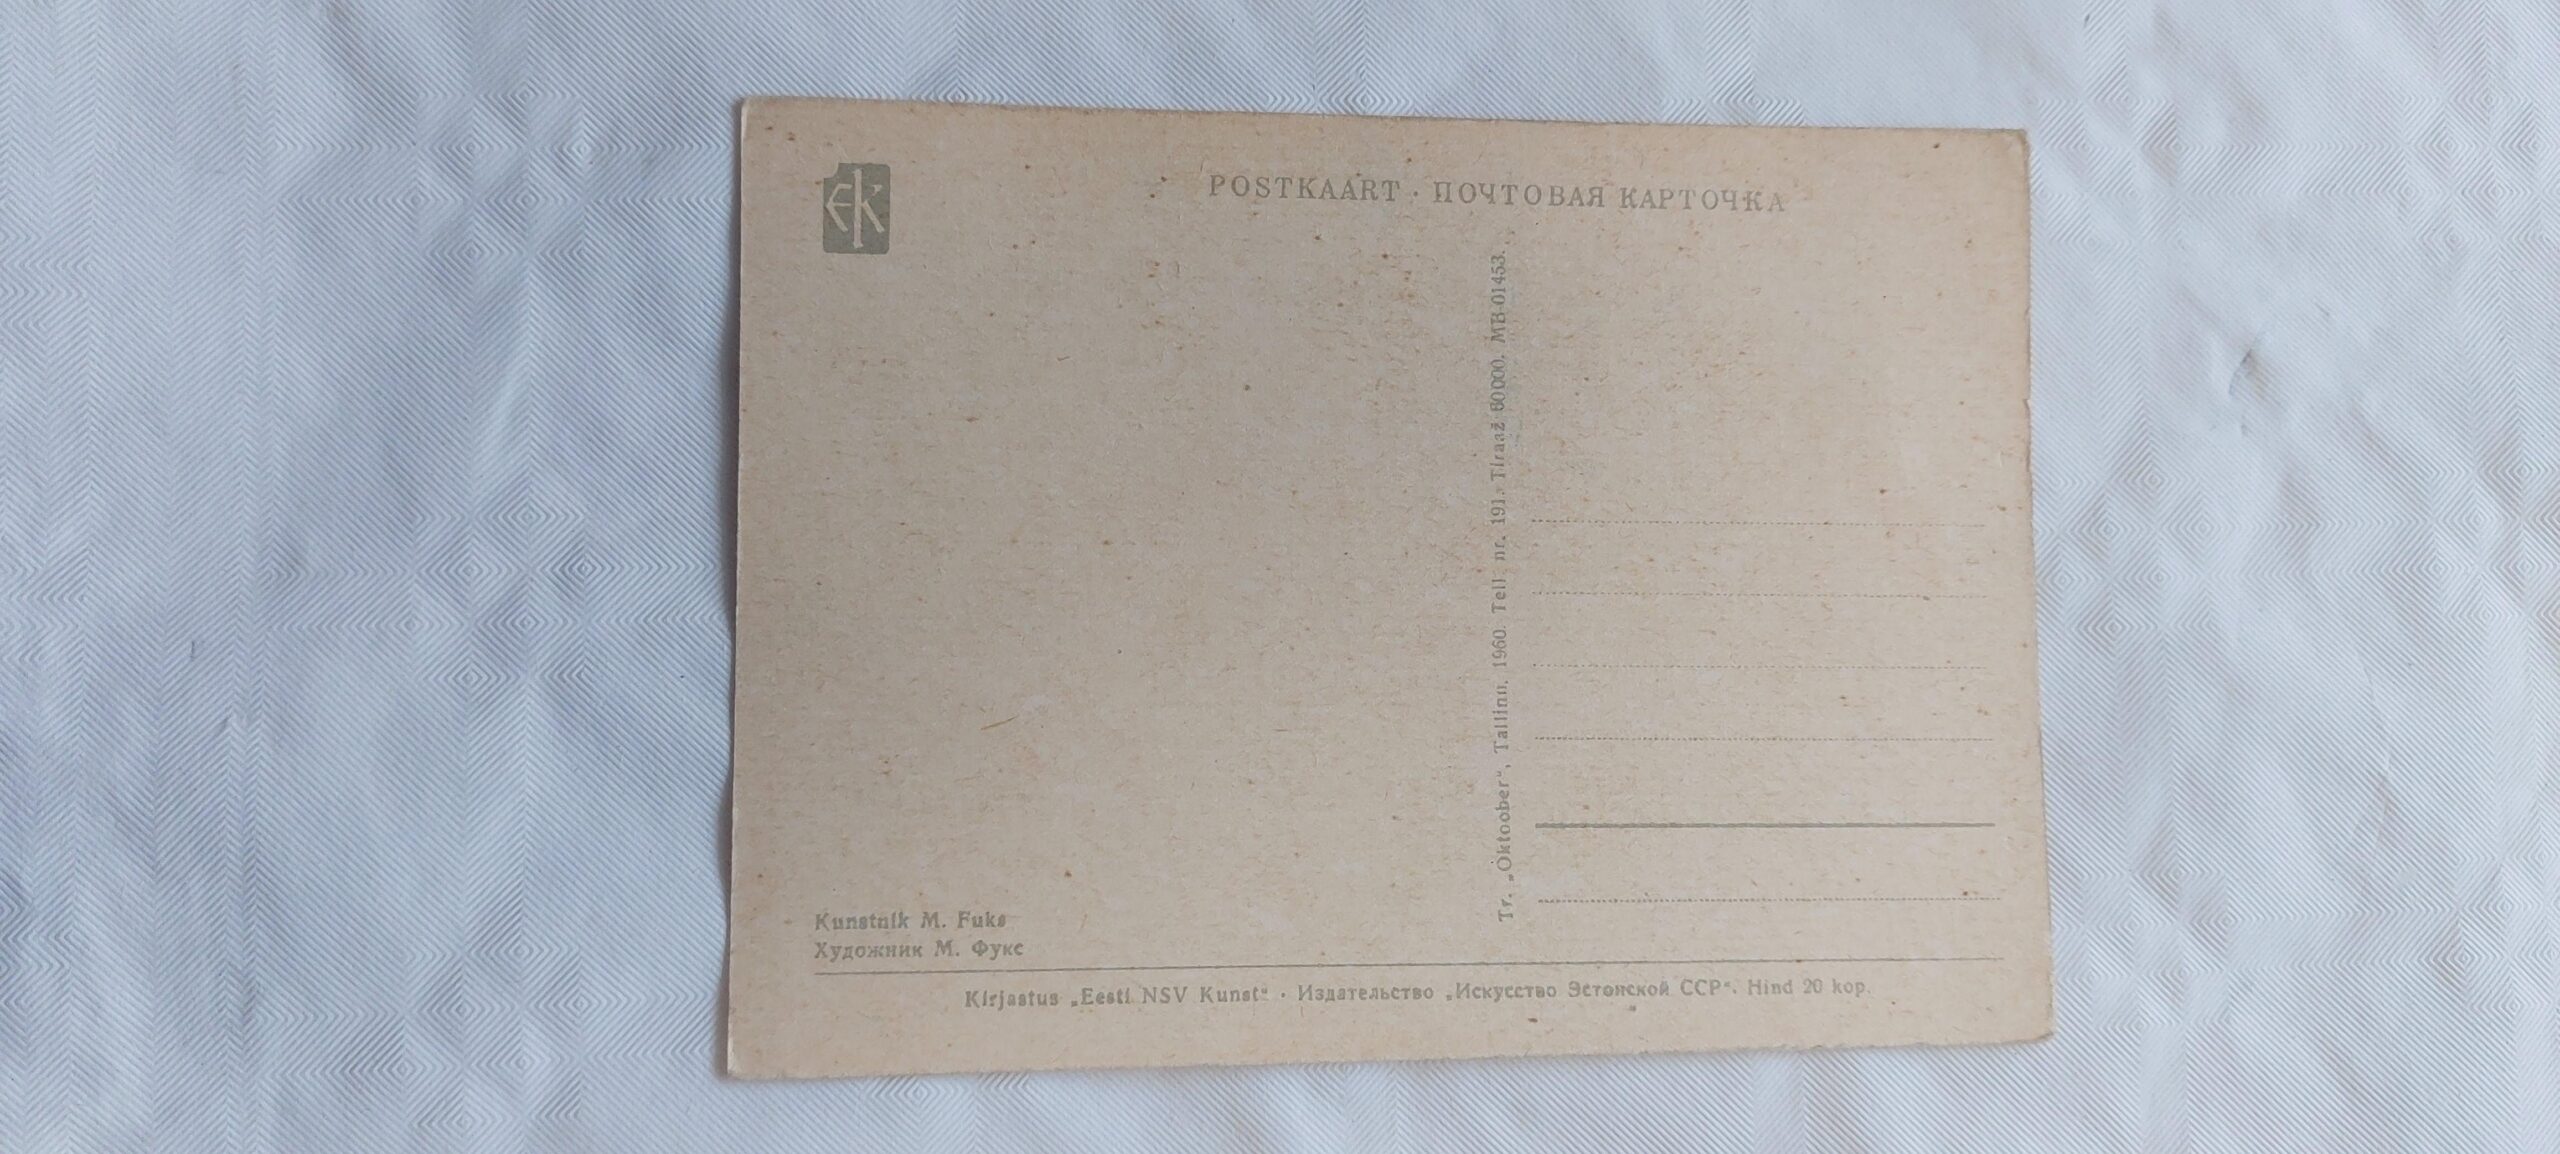 EK
POSTKAART · ПОЧТОВАЯ КАРТОЧКА
Tr. „Oktoober“, Tallinn. 1960. Tell. nr. 191. Tiraaž 60000. MB-01453.
Kunstnik M. Fuks
Художник М. Фукс
Kirjastus „Eesti NSV Kunst“ · Издательство „Искусство Эстонской ССР“. Hind 20 kop.